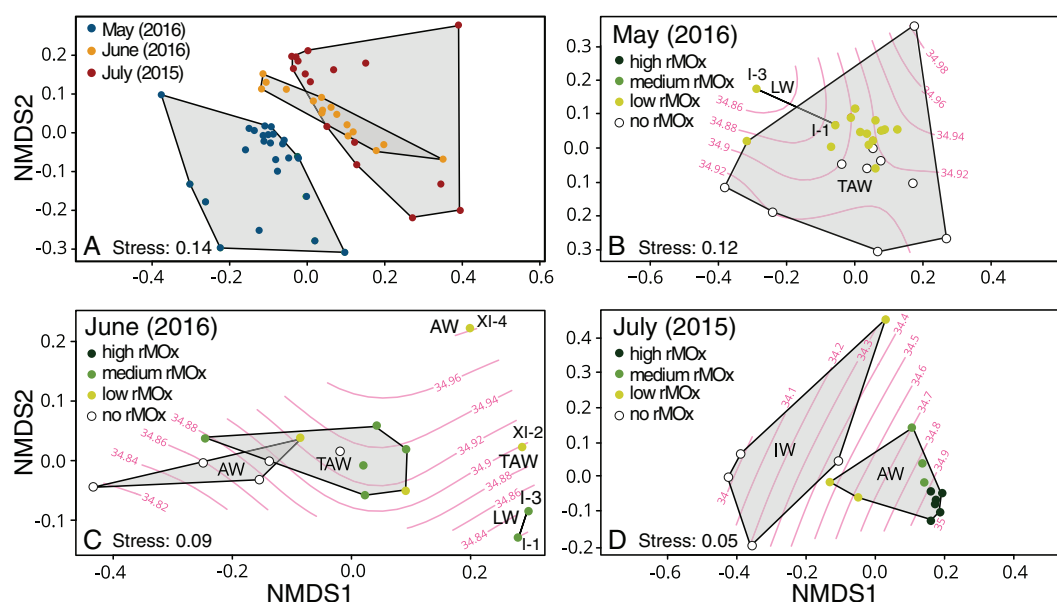 May (2016)
June (2016)
July (2015)
A Stress: 0.14
NMDS2
0.2
0.1
0.0
-0.1
-0.2
-0.3
-0.4 -0.2 0.0 0.2 0.4 0.6
May (2016)
high rMOx
medium rMOx
low rMOx
no rMOx
I-3
LW
I-1
TAW
34.86
34.88
34.9
34.92
34.98
34.96
34.94
34.92
B Stress: 0.12
0.3
0.2
0.1
0.0
0.1
0.2
0.3
-0.4 -0.2 0.0 0.2 0.4
June (2016)
high rMOx
medium rMOx
low rMOx
no rMOx
AW XI-4
XI-2
TAW
I-3
LW
I-1
AW
TAW
34.88
34.86
34.84
34.82
34.96
34.94
34.92
34.9
34.88
34.86
34.84
C Stress: 0.09
NMDS2
0.2
0.1
0.0
-0.1
-0.4 -0.2 0.0 0.2
NMDS1
July (2015)
high rMOx
medium rMOx
low rMOx
no rMOx
IW
AW
34
34.1
34.2
34.3
34.4
34.5
34.6
34.7
34.8
34.9
35
D Stress: 0.05
0.4
0.3
0.2
0.1
0.0
-0.1
-0.2
-0.4 -0.2 0.0 0.2 0.4
NMDS1